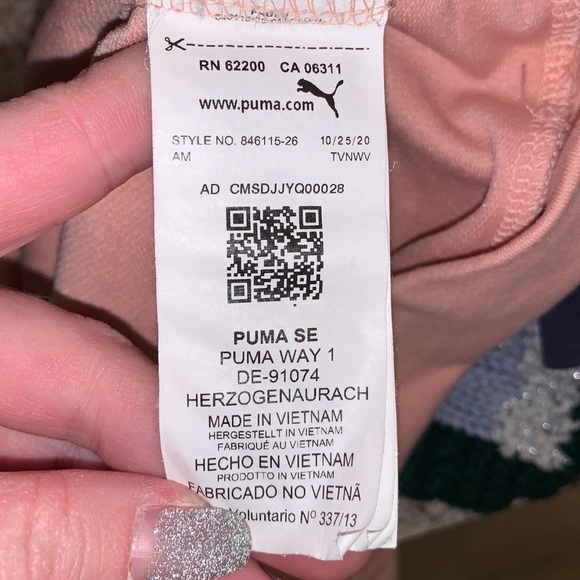 RN 62200 CA 06311
www.puma.com
STYLE NO. 846115-26 10/25/20
AM TVNWV
AD CMSDJJYQ00028
PUMA SE
PUMA WAY 1
DE-91074
HERZOGENAURACH
MADE IN VIETNAM
HERGESTELLT IN VIETNAM
FABRIQUÉ AU VIETNAM
HECHO EN VIETNAM
PRODOTTO IN VIETNAM
FABRICADO NO VIETNÃ
Voluntario Nº 337/13